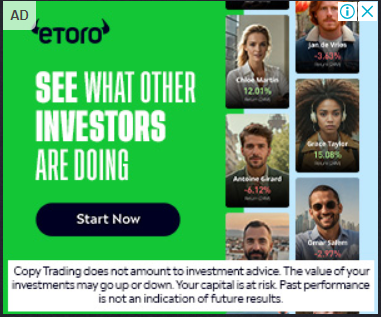 AD
eToro
SEE WHAT OTHER
INVESTORS
ARE DOING
Start Now
Jan de Vries
-3.63%
Chloe Martin
12.01%
Grace Taylor
15.08%
Antoine Girard
-6.12%
Omar Salim
-2.99%
Copy Trading does not amount to investment advice. The value of your
investments may go up or down. Your capital is at risk. Past performance
is not an indication of future results.